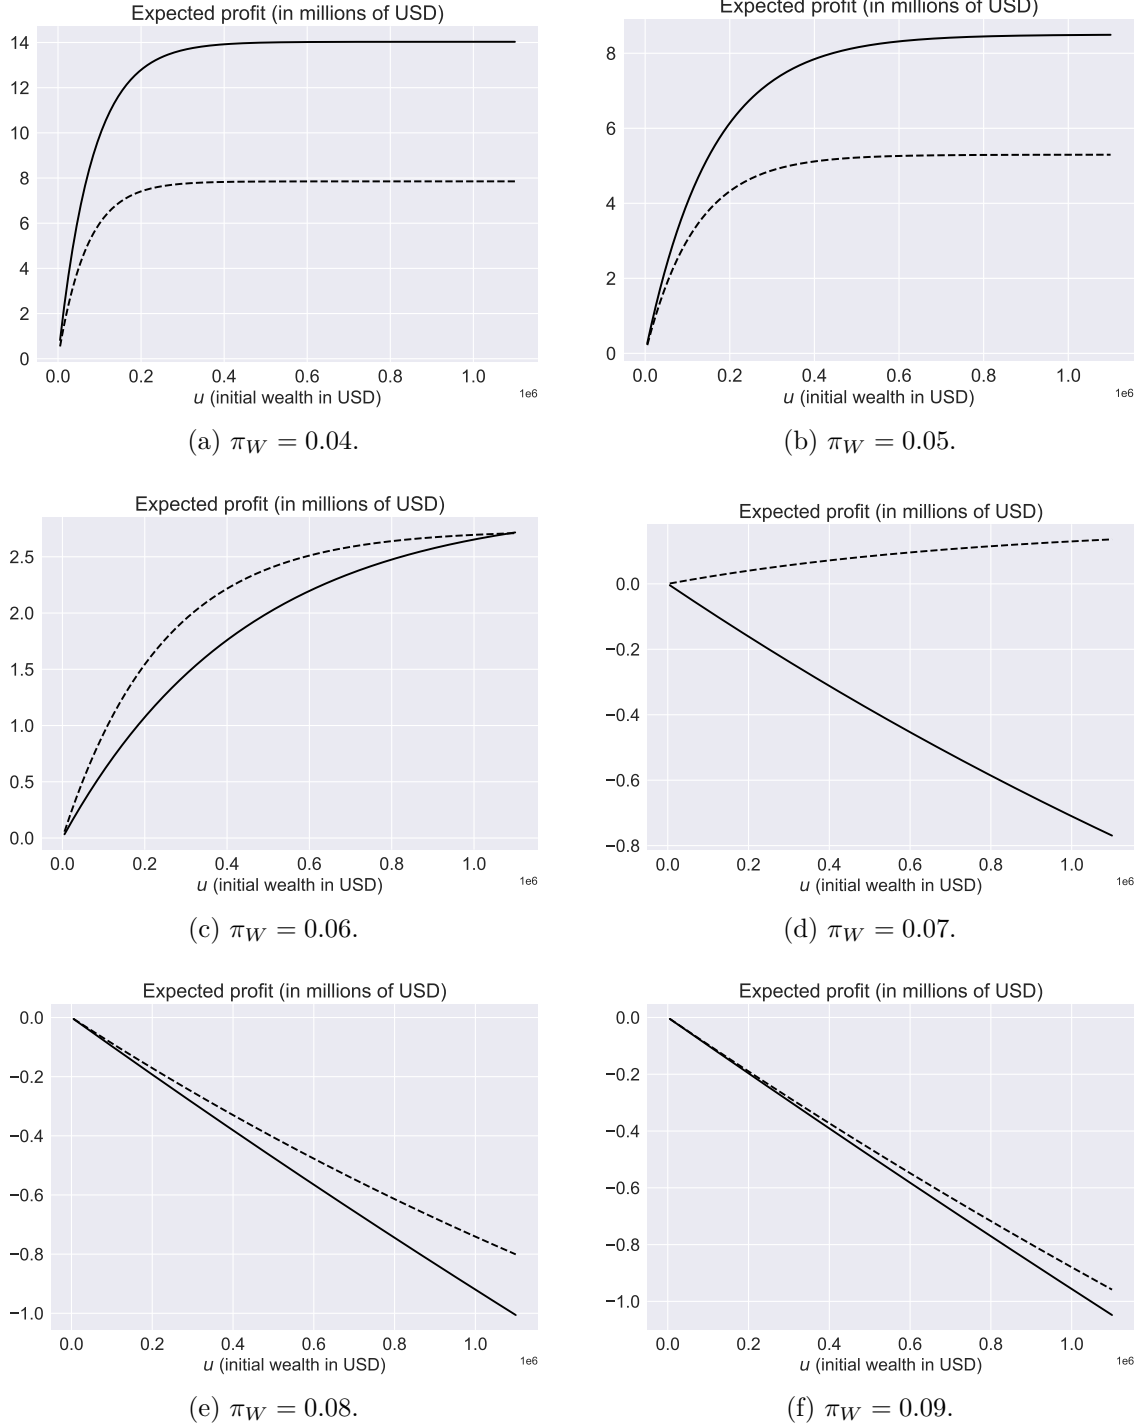 Expected profit (in millions of USD)
14
12
10
8
6
4
2
0
0.0 0.2 0.4 0.6 0.8 1.0
1e6
u (initial wealth in USD)
(a) π_W = 0.04.
Expected profit (in millions of USD)
8
6
4
2
0
0.0 0.2 0.4 0.6 0.8 1.0
1e6
u (initial wealth in USD)
(b) π_W = 0.05.
Expected profit (in millions of USD)
2.5
2.0
1.5
1.0
0.5
0.0
0.0 0.2 0.4 0.6 0.8 1.0
1e6
u (initial wealth in USD)
(c) π_W = 0.06.
Expected profit (in millions of USD)
0.0
−0.2
−0.4
−0.6
−0.8
0.0 0.2 0.4 0.6 0.8 1.0
1e6
u (initial wealth in USD)
(d) π_W = 0.07.
Expected profit (in millions of USD)
0.0
−0.2
−0.4
−0.6
−0.8
−1.0
0.0 0.2 0.4 0.6 0.8 1.0
1e6
u (initial wealth in USD)
(e) π_W = 0.08.
Expected profit (in millions of USD)
0.0
−0.2
−0.4
−0.6
−0.8
−1.0
0.0 0.2 0.4 0.6 0.8 1.0
1e6
u (initial wealth in USD)
(f) π_W = 0.09.